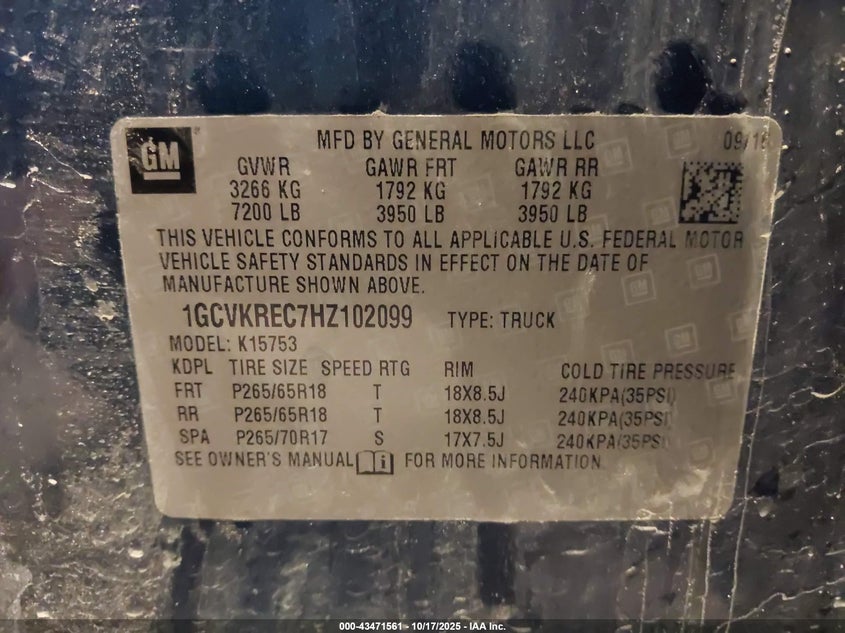 GM
MFD BY GENERAL MOTORS LLC 09/16
GVWR GAWR FRT GAWR RR
3266 KG 1792 KG 1792 KG
7200 LB 3950 LB 3950 LB
THIS VEHICLE CONFORMS TO ALL APPLICABLE U.S. FEDERAL MOTOR
VEHICLE SAFETY STANDARDS IN EFFECT ON THE DATE OF
MANUFACTURE SHOWN ABOVE.
1GCVKREC7HZ102099 TYPE: TRUCK
MODEL: K15753
KDPL TIRE SIZE SPEED RTG RIM COLD TIRE PRESSURE
FRT P265/65R18 T 18X8.5J 240KPA(35PSI)
RR P265/65R18 T 18X8.5J 240KPA(35PSI)
SPA P265/70R17 S 17X7.5J 240KPA(35PSI)
SEE OWNER'S MANUAL FOR MORE INFORMATION
000-43471561 - 10/17/2025 - IAA Inc.